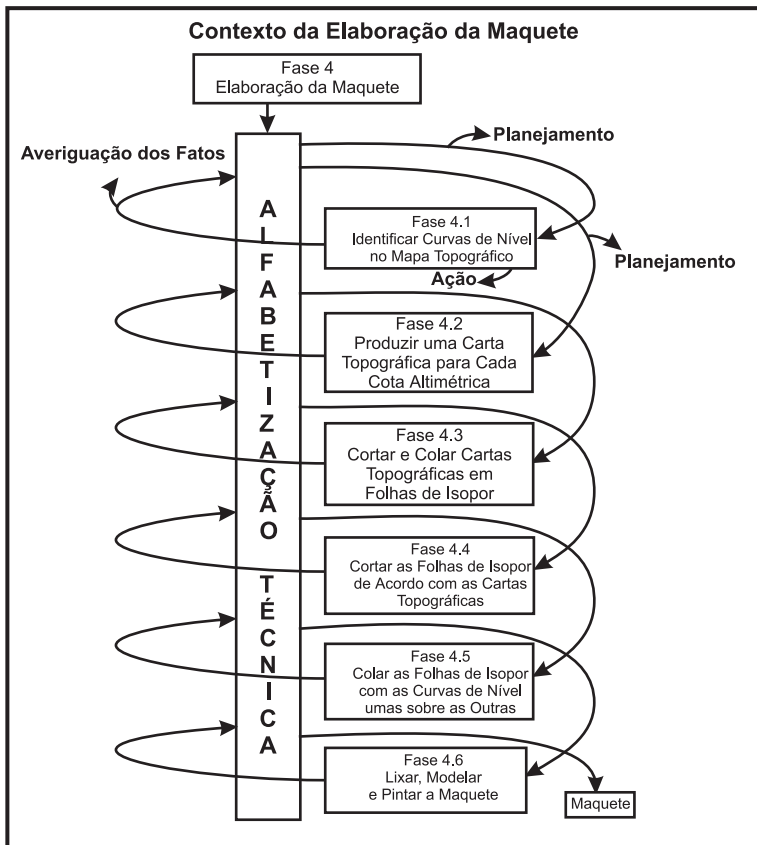 Contexto da Elaboração da Maquete
Fase 4
Elaboração da Maquete
Planejamento
Averiguação dos Fatos
ALFABETIZAÇÃO TÉCNICA
Fase 4.1
Identificar Curvas de Nível
no Mapa Topográfico
Ação
Planejamento
Fase 4.2
Produzir uma Carta
Topográfica para Cada
Cota Altimétrica
Fase 4.3
Cortar e Colar Cartas
Topográficas em
Folhas de Isopor
Fase 4.4
Cortar as Folhas de Isopor
de Acordo com as Cartas
Topográficas
Fase 4.5
Colar as Folhas de Isopor
com as Curvas de Nível
umas sobre as Outras
Fase 4.6
Lixar, Modelar
e Pintar a Maquete
Maquete